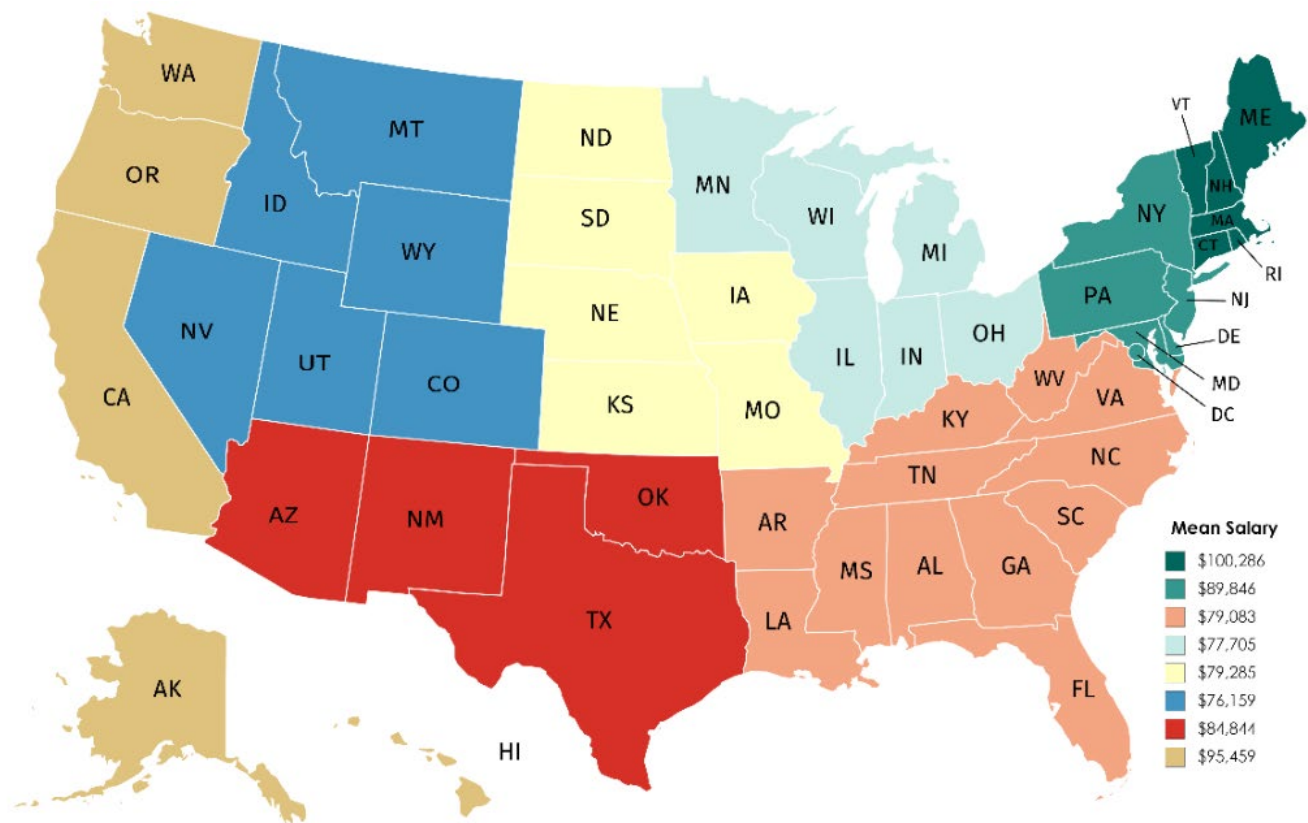 WA
MT
ND
MN
VT
ME
OR
ID
SD
WI
NY
NH
MA
WY
MI
CT
RI
NV
NE
IA
PA
NJ
UT
CO
IL
IN
OH
DE
CA
KS
MO
WV
VA
MD
DC
KY
AZ
NM
OK
AR
TN
NC
SC
TX
LA
MS
AL
GA
FL
AK
HI
Mean Salary
$100,286
$89,846
$79,083
$77,705
$79,285
$76,159
$84,844
$95,459